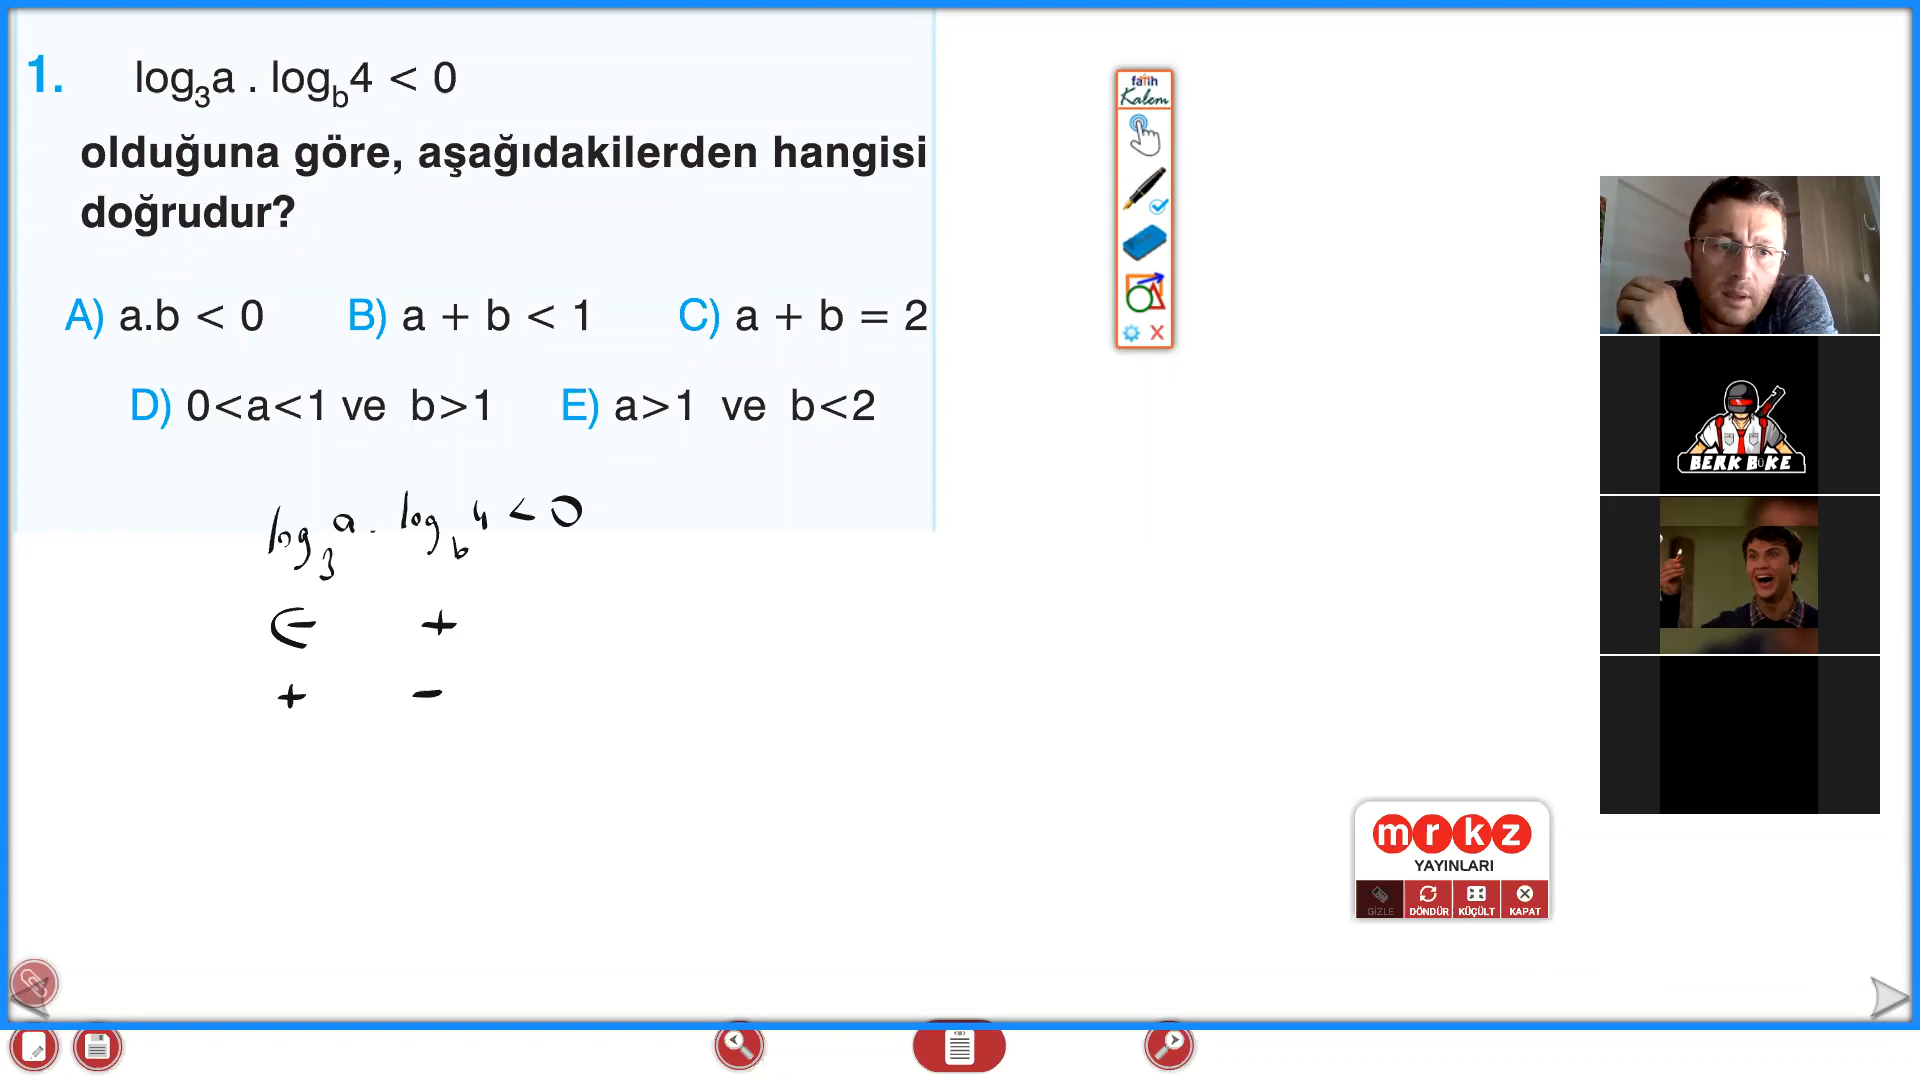 1. log₃a . log_b4 < 0
olduğuna göre, aşağıdakilerden hangisi
doğrudur?
A) a.b < 0 B) a + b < 1 C) a + b = 2
D) 0<a<1 ve b>1 E) a>1 ve b<2
log₃a . log_b4 < 0
(- +
+ -
fatih
Kalem
BERK BÜKE
mrkz
YAYINLARI
GİZLE DÖNDÜR KÜÇÜLT KAPAT